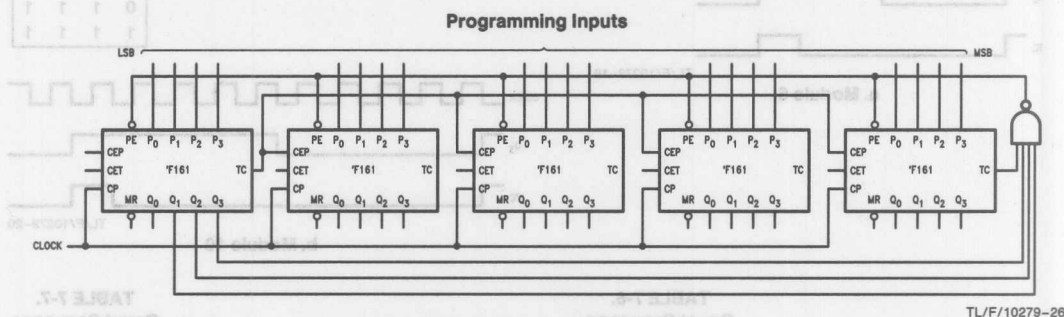 Programming Inputs
LSB MSB
PE P0 P1 P2 P3 PE P0 P1 P2 P3 PE P0 P1 P2 P3 PE P0 P1 P2 P3 PE P0 P1 P2 P3
CEP CEP CEP CEP CEP
CET 'F161 TC CET 'F161 TC CET 'F161 TC CET 'F161 TC CET 'F161 TC
CP CP CP CP CP
MR Q0 Q1 Q2 Q3 MR Q0 Q1 Q2 Q3 MR Q0 Q1 Q2 Q3 MR Q0 Q1 Q2 Q3 MR Q0 Q1 Q2 Q3
CLOCK
TL/F/10279-26